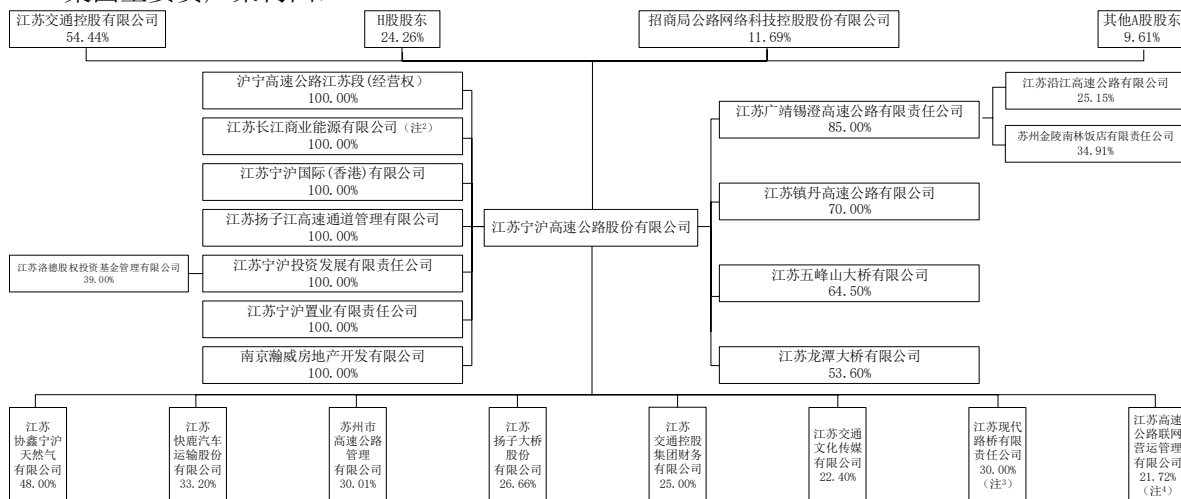 江苏交通控股有限公司
54.44%
H股股东
24.26%
招商局公路网络科技控股股份有限公司
11.69%
其他A股股东
9.61%
沪宁高速公路江苏段(经营权)
100.00%
江苏长江商业能源有限公司(注²)
100.00%
江苏宁沪国际(香港)有限公司
100.00%
江苏扬子江高速通道管理有限公司
100.00%
江苏洛德股权投资基金管理有限公司
39.00%
江苏宁沪投资发展有限责任公司
100.00%
江苏宁沪置业有限责任公司
100.00%
南京瀚威房地产开发有限公司
100.00%
江苏宁沪高速公路股份有限公司
江苏广靖锡澄高速公路有限责任公司
85.00%
江苏沿江高速公路有限公司
25.15%
苏州金陵南林饭店有限责任公司
34.91%
江苏镇丹高速公路有限公司
70.00%
江苏五峰山大桥有限公司
64.50%
江苏龙潭大桥有限公司
53.60%
江苏
协鑫宁沪
天然气
有限公司
48.00%
江苏
快鹿汽车
运输股份
有限公司
33.20%
苏州市
高速公路
管理
有限公司
30.01%
江苏
扬子大桥
股份
有限公司
26.66%
江苏
交通控股
集团财务
有限公司
25.00%
江苏交通
文化传媒
有限公司
22.40%
江苏现代
路桥有限
责任公司
30.00%
(注³)
江苏高速
公路联网
营运管理
有限公司
21.72%
(注⁴)